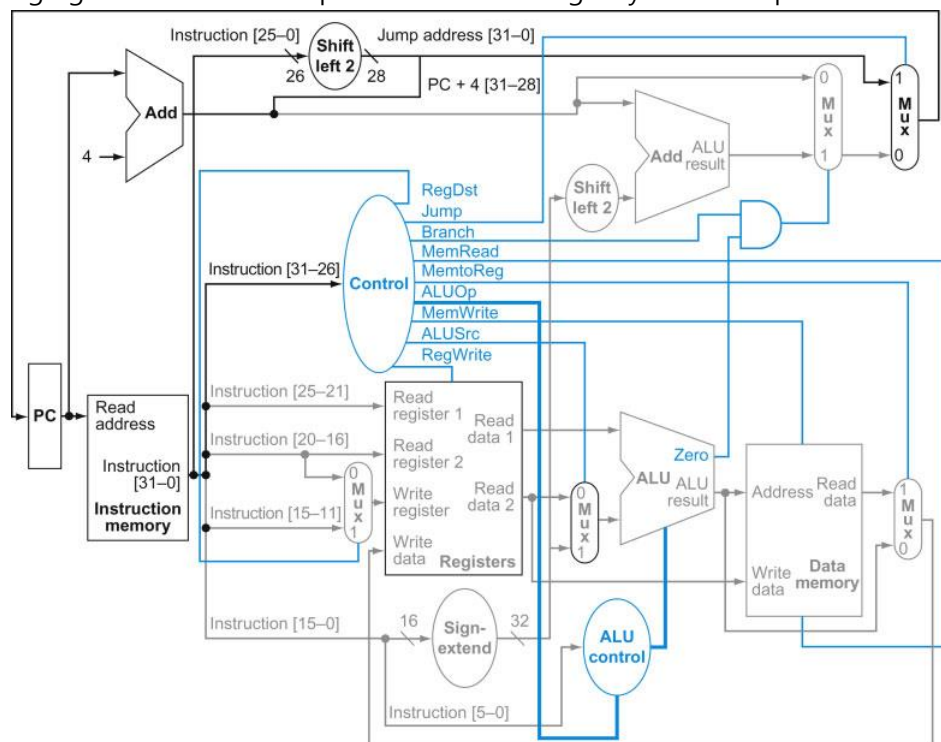 Instruction [25–0]
Shift
left 2
Jump address [31–0]
26
28
PC + 4 [31–28]
Add
4
0
Mux
1
1
Mux
0
Add
ALU
result
Shift
left 2
RegDst
Jump
Branch
MemRead
MemtoReg
ALUOp
MemWrite
ALUSrc
RegWrite
Control
Instruction [31–26]
PC
Read
address
Instruction
[31–0]
Instruction
memory
Instruction [25–21]
Instruction [20–16]
Instruction [15–11]
0
Mux
1
Read
register 1
Read
register 2
Write
register
Write
data
Read
data 1
Read
data 2
Registers
0
Mux
1
Zero
ALU
ALU
result
Address
Read
data
Write
data
Data
memory
1
Mux
0
Instruction [15–0]
16
Sign-
extend
32
ALU
control
Instruction [5–0]